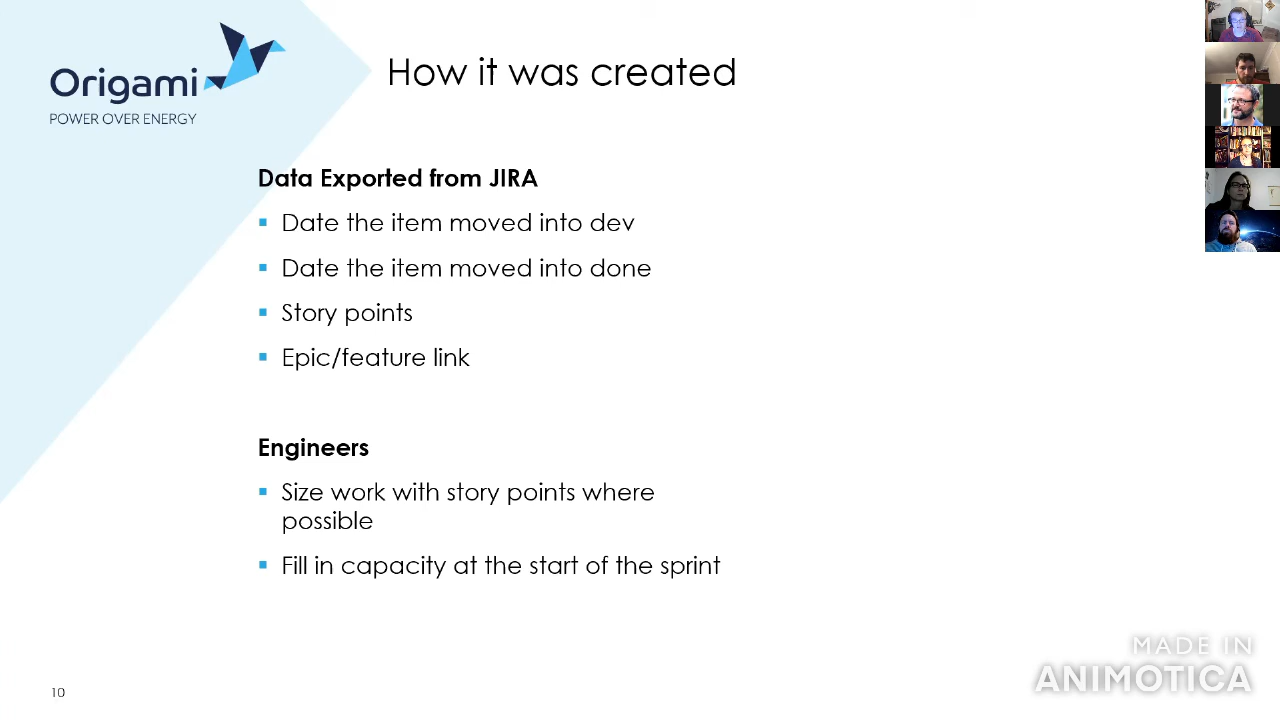 Origami
POWER OVER ENERGY
How it was created
Data Exported from JIRA
▪ Date the item moved into dev
▪ Date the item moved into done
▪ Story points
▪ Epic/feature link
Engineers
▪ Size work with story points where
possible
▪ Fill in capacity at the start of the sprint
10
MADE IN
ANIMOTICA